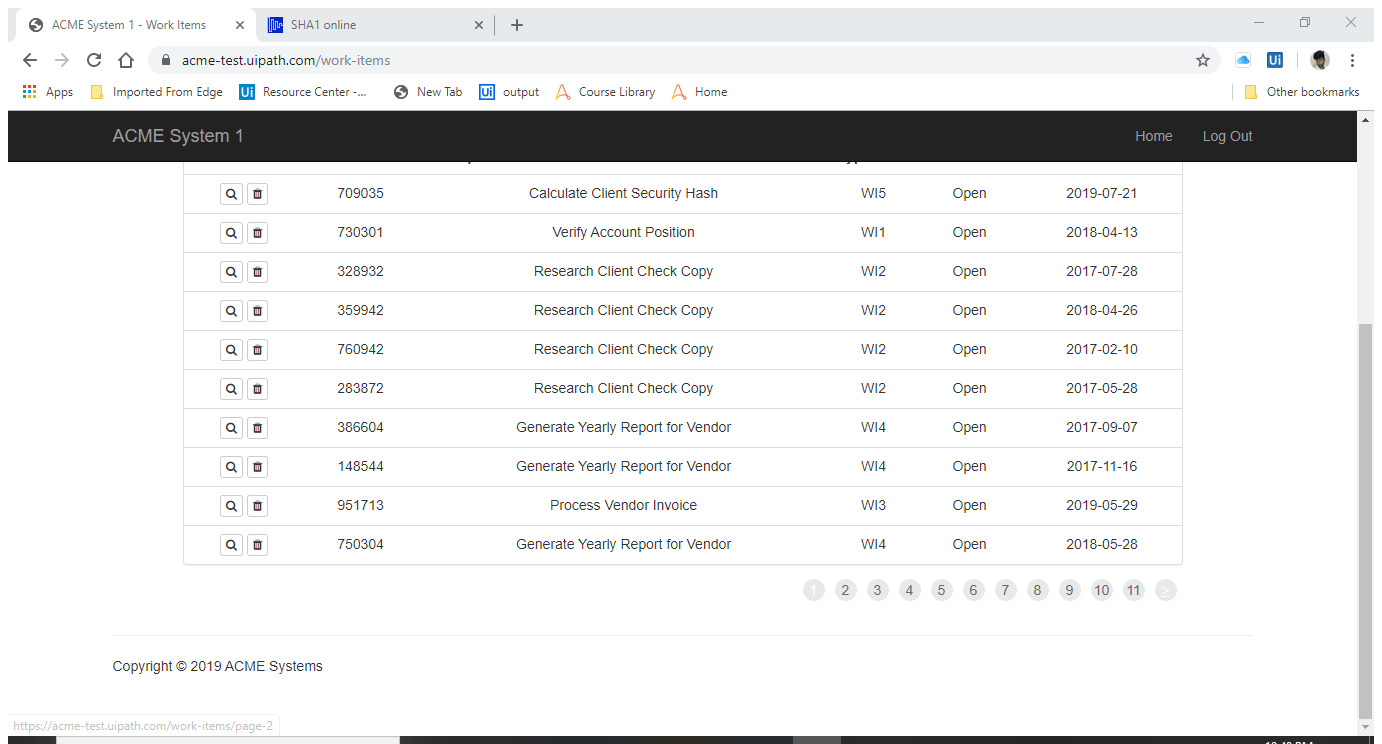 ACME System 1 - Work Items SHA1 online
acme-test.uipath.com/work-items Ui
Apps Imported From Edge Ui Resource Center -... New Tab Ui output Course Library Home Other bookmarks
ACME System 1 Home Log Out
709035 Calculate Client Security Hash WI5 Open 2019-07-21
730301 Verify Account Position WI1 Open 2018-04-13
328932 Research Client Check Copy WI2 Open 2017-07-28
359942 Research Client Check Copy WI2 Open 2018-04-26
760942 Research Client Check Copy WI2 Open 2017-02-10
283872 Research Client Check Copy WI2 Open 2017-05-28
386604 Generate Yearly Report for Vendor WI4 Open 2017-09-07
148544 Generate Yearly Report for Vendor WI4 Open 2017-11-16
951713 Process Vendor Invoice WI3 Open 2019-05-29
750304 Generate Yearly Report for Vendor WI4 Open 2018-05-28
1 2 3 4 5 6 7 8 9 10 11 >
Copyright © 2019 ACME Systems
https://acme-test.uipath.com/work-items/page-2